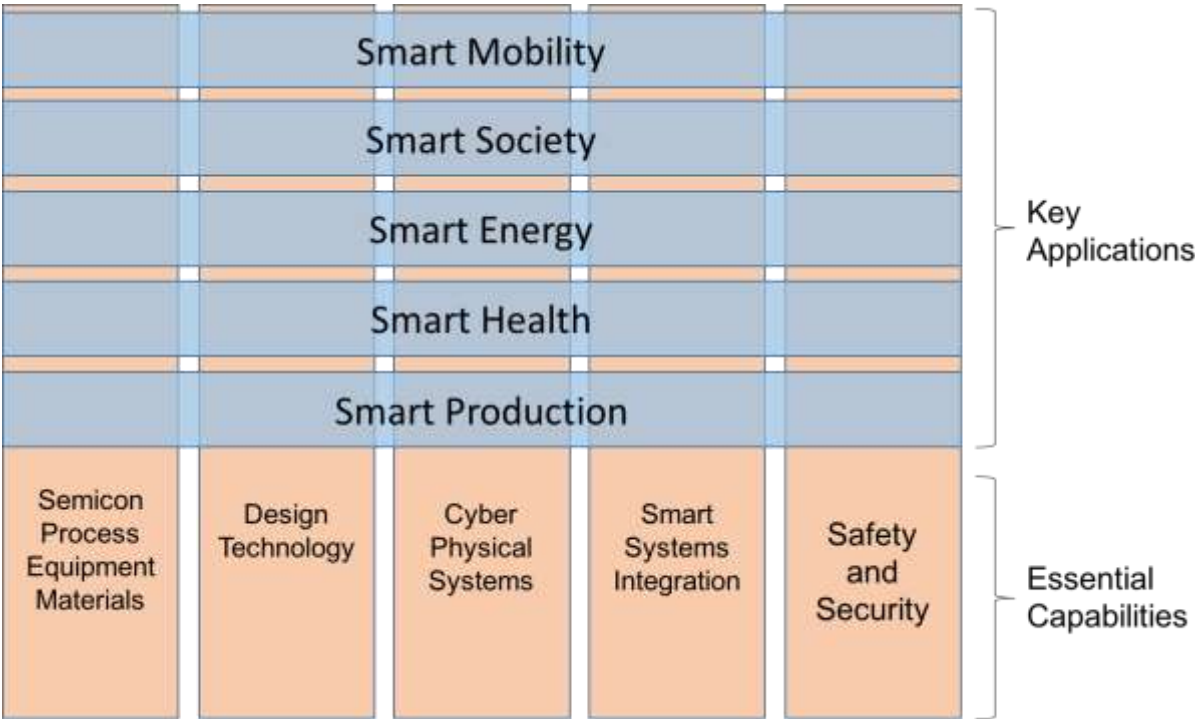 Smart Mobility
Smart Society
Smart Energy
Smart Health
Smart Production
Key
Applications
Semicon
Process
Equipment
Materials
Design
Technology
Cyber
Physical
Systems
Smart
Systems
Integration
Safety
and
Security
Essential
Capabilities